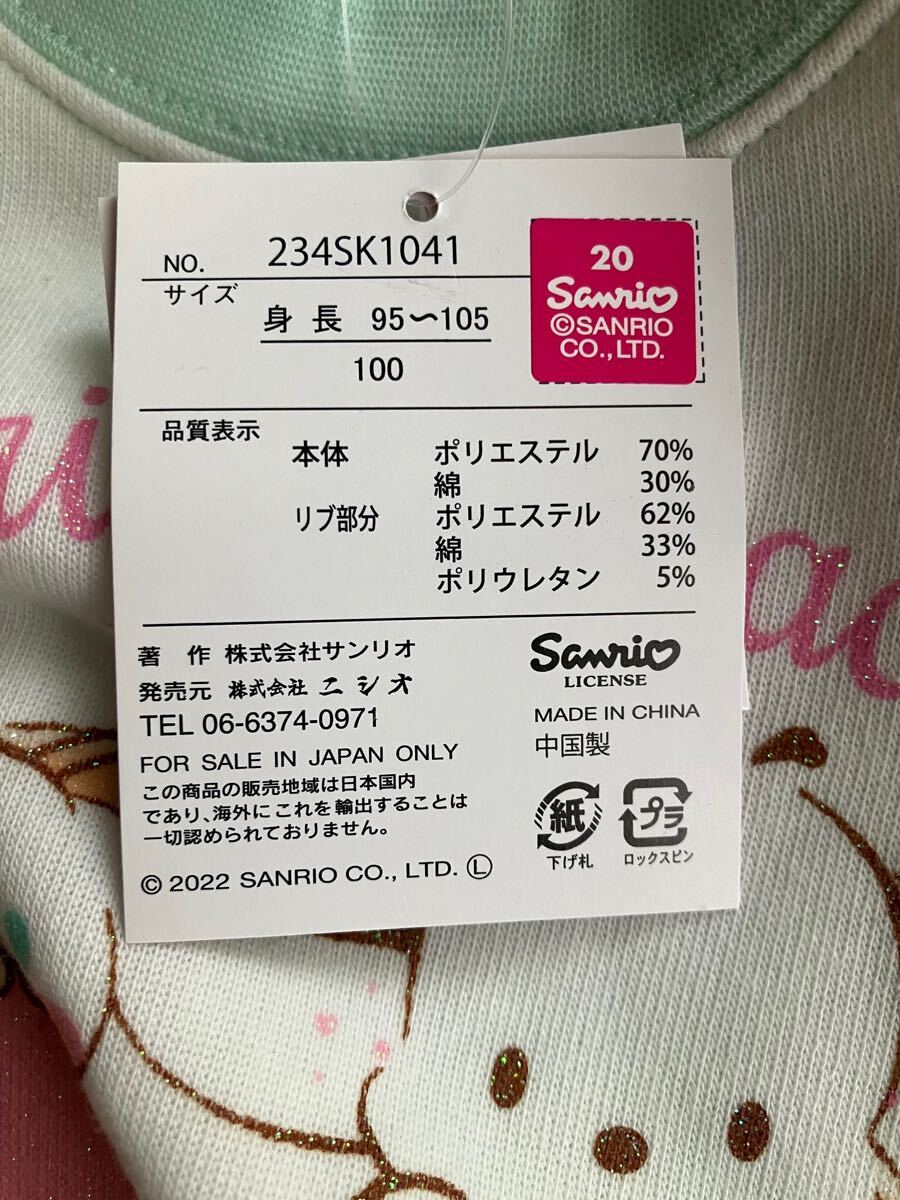 NO. 234SK1041
サイズ
身長 95〜105
100
20
Sanrio
©SANRIO
CO.,LTD.
品質表示
本体 ポリエステル 70%
綿 30%
リブ部分 ポリエステル 62%
綿 33%
ポリウレタン 5%
著 作 株式会社サンリオ
発売元 株式会社 ニシオ
TEL 06-6374-0971
FOR SALE IN JAPAN ONLY
この商品の販売地域は日本国内
であり、海外にこれを輸出することは
一切認められておりません。
© 2022 SANRIO CO., LTD. Ⓛ
Sanrio
LICENSE
MADE IN CHINA
中国製
紙
下げ札
プラ
ロックスピン